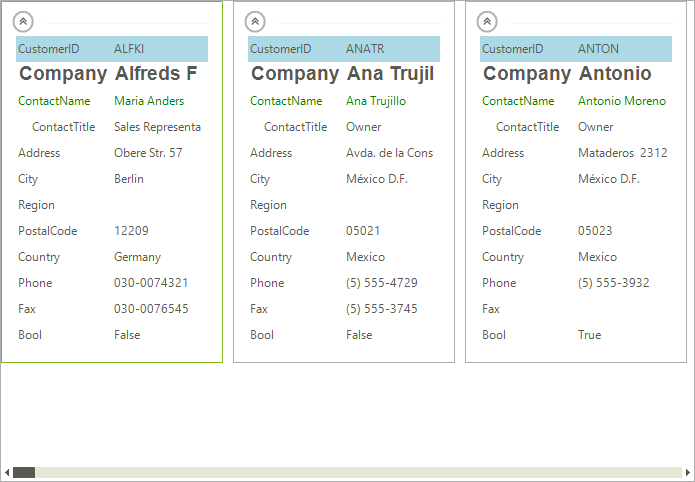 CustomerID ALFKI
Company Alfreds F
ContactName Maria Anders
ContactTitle Sales Representa
Address Obere Str. 57
City Berlin
Region
PostalCode 12209
Country Germany
Phone 030-0074321
Fax 030-0076545
Bool False
CustomerID ANATR
Company Ana Trujil
ContactName Ana Trujillo
ContactTitle Owner
Address Avda. de la Cons
City México D.F.
Region
PostalCode 05021
Country Mexico
Phone (5) 555-4729
Fax (5) 555-3745
Bool False
CustomerID ANTON
Company Antonio
ContactName Antonio Moreno
ContactTitle Owner
Address Mataderos  2312
City México D.F.
Region
PostalCode 05023
Country Mexico
Phone (5) 555-3932
Fax
Bool True